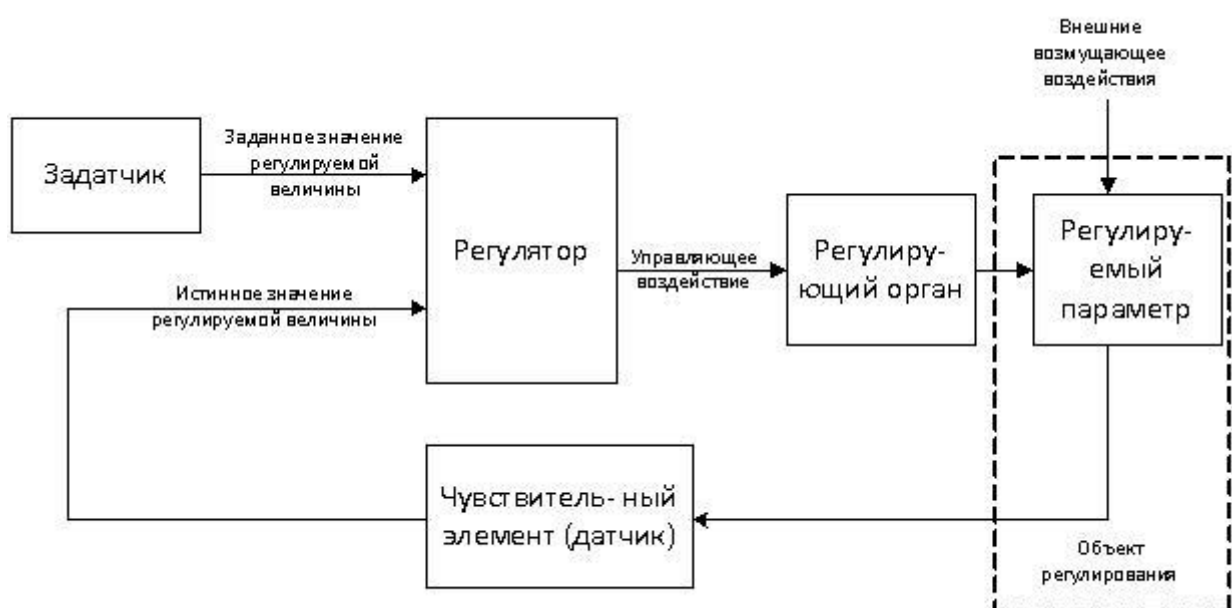 Внешние
возмущающее
воздействия
Задатчик
Заданное значение
регулируемой
величины
Регулятор
Управляющее
воздействие
Регулиру-
ющий орган
Регулиру-
емый
параметр
Истинное значение
регулируемой величины
Чувствитель- ный
элемент (датчик)
Объект
регулирования